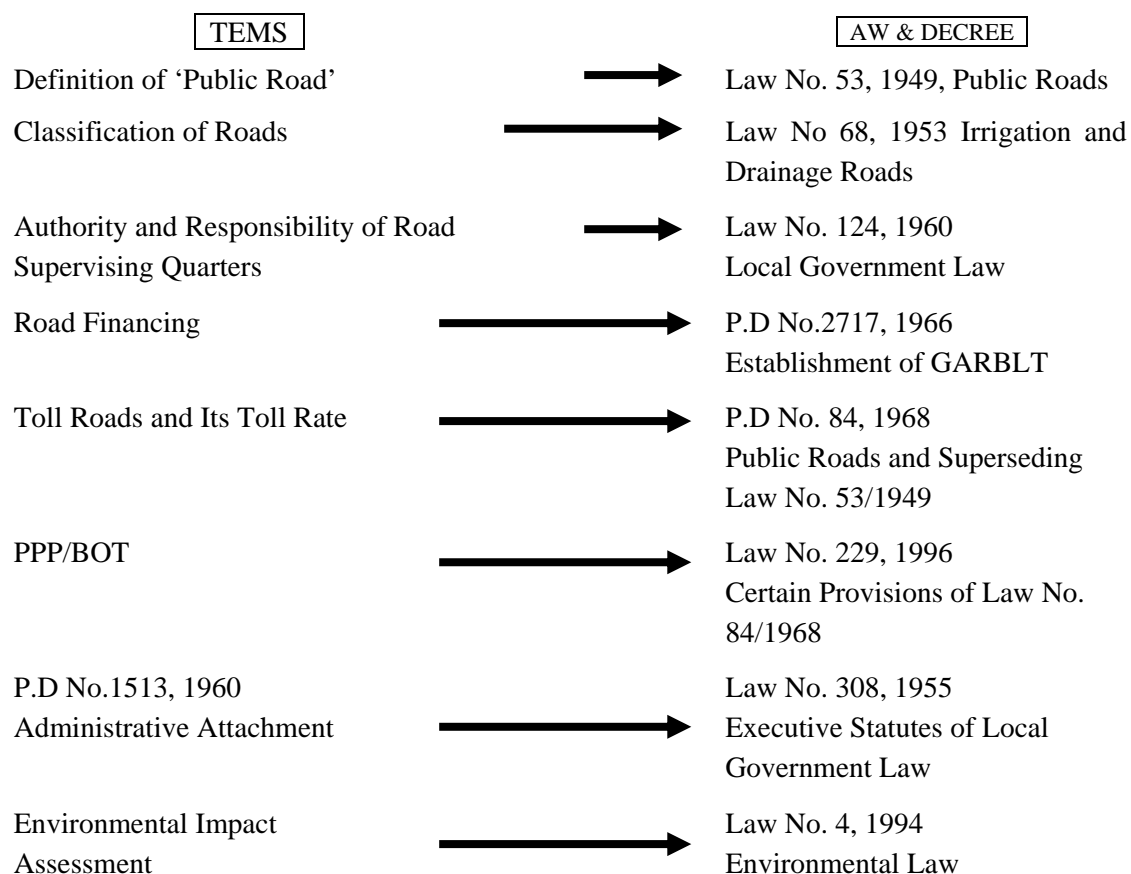 TEMS
AW & DECREE
Definition of ‘Public Road’
Law No. 53, 1949, Public Roads
Classification of Roads
Law No 68, 1953 Irrigation and
Drainage Roads
Authority and Responsibility of Road
Supervising Quarters
Law No. 124, 1960
Local Government Law
Road Financing
P.D No.2717, 1966
Establishment of GARBLT
Toll Roads and Its Toll Rate
P.D No. 84, 1968
Public Roads and Superseding
Law No. 53/1949
PPP/BOT
Law No. 229, 1996
Certain Provisions of Law No.
84/1968
P.D No.1513, 1960
Administrative Attachment
Law No. 308, 1955
Executive Statutes of Local
Government Law
Environmental Impact
Assessment
Law No. 4, 1994
Environmental Law